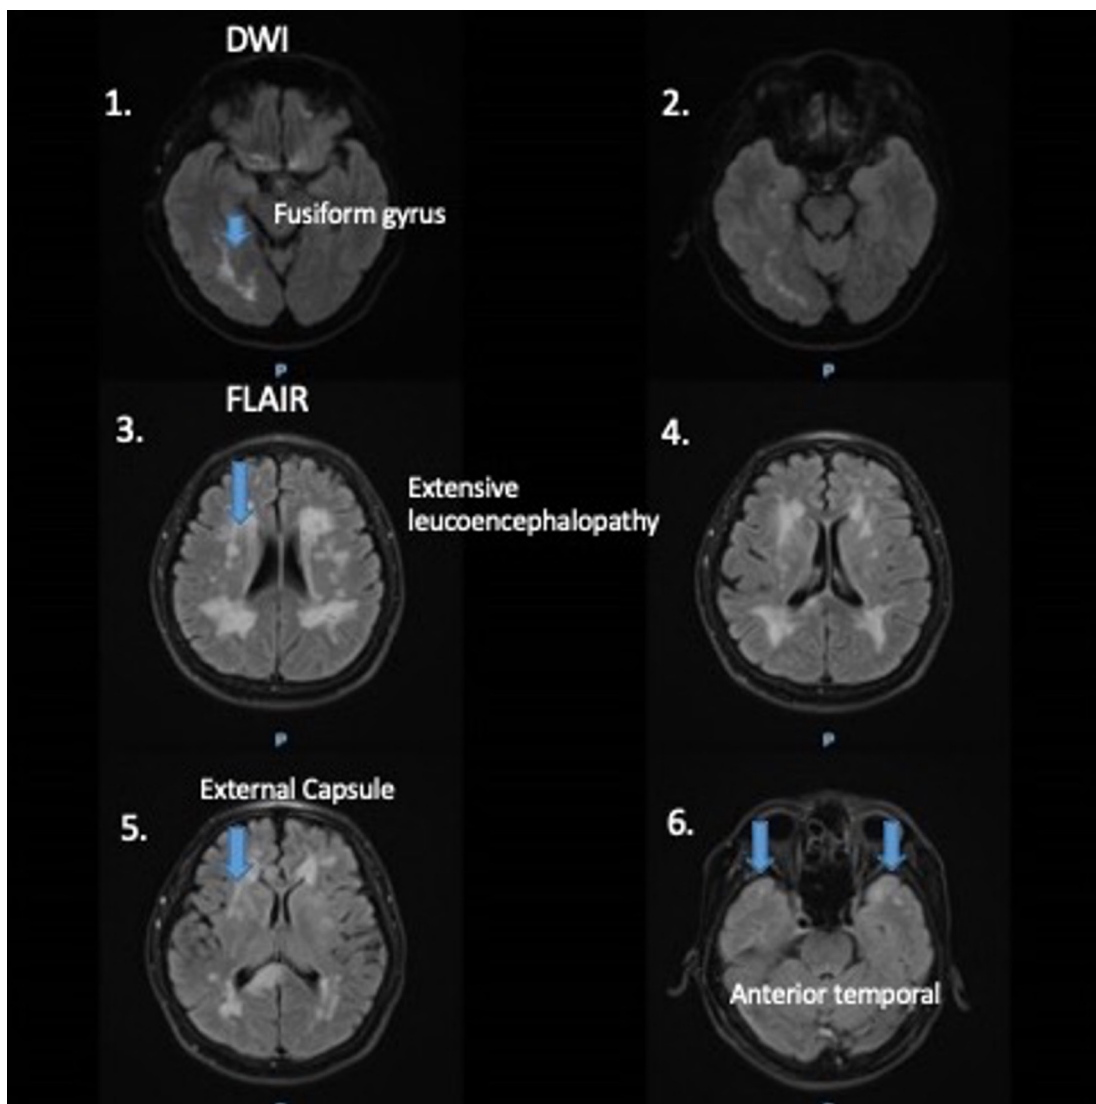 DWI
1.
2.
Fusiform gyrus
P
P
FLAIR
3.
4.
Extensive
leucoencephalopathy
P
P
External Capsule
5.
6.
Anterior temporal